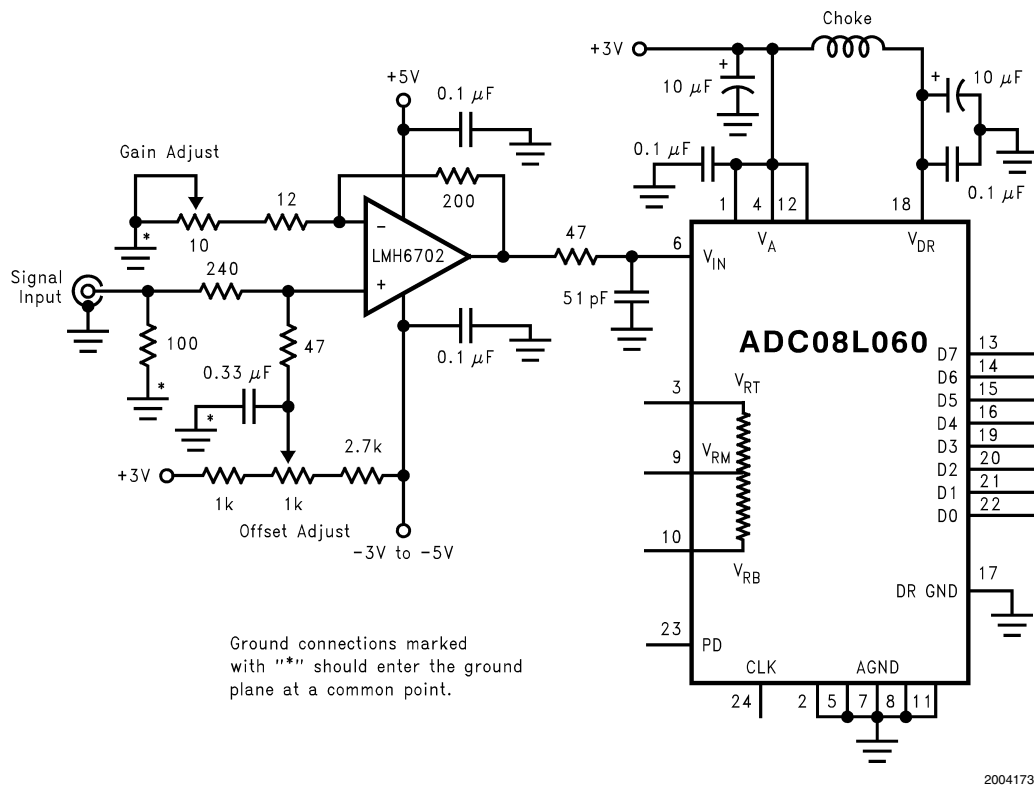 Choke
+3V
+
10 µF
+
10 µF
+5V
0.1 µF
0.1 µF
0.1 µF
Gain Adjust
12
200
1
4
12
18
*
10
−
LMH6702
+
47
6
V_IN
V_A
V_DR
Signal
Input
240
51 pF
100
47
0.1 µF
ADC08L060
*
0.33 µF
*
D7
13
D6
14
D5
15
D4
16
D3
19
D2
20
D1
21
D0
22
3
V_RT
9
V_RM
10
V_RB
+3V
1k
1k
2.7k
Offset Adjust
-3V to -5V
DR GND
17
23
PD
Ground connections marked
with "*" should enter the ground
plane at a common point.
CLK
AGND
24
2
5
7
8
11
2004173